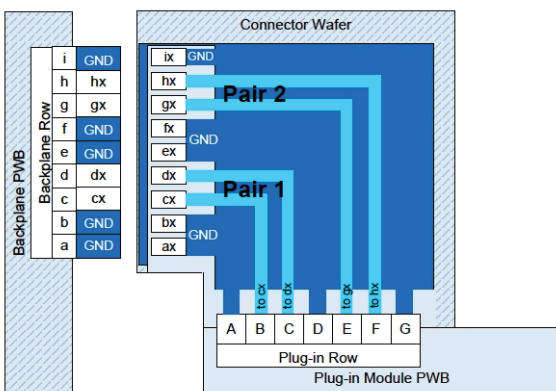 Connector Wafer
Backplane PWB
Backplane Row
i GND
h hx
g gx
f GND
e GND
d dx
c cx
b GND
a GND
ix GND
hx
gx
Pair 2
fx
GND
ex
dx
Pair 1
cx
bx
GND
ax
to cx
to dx
to gx
to hx
A B C D E F G
Plug-in Row
Plug-in Module PWB